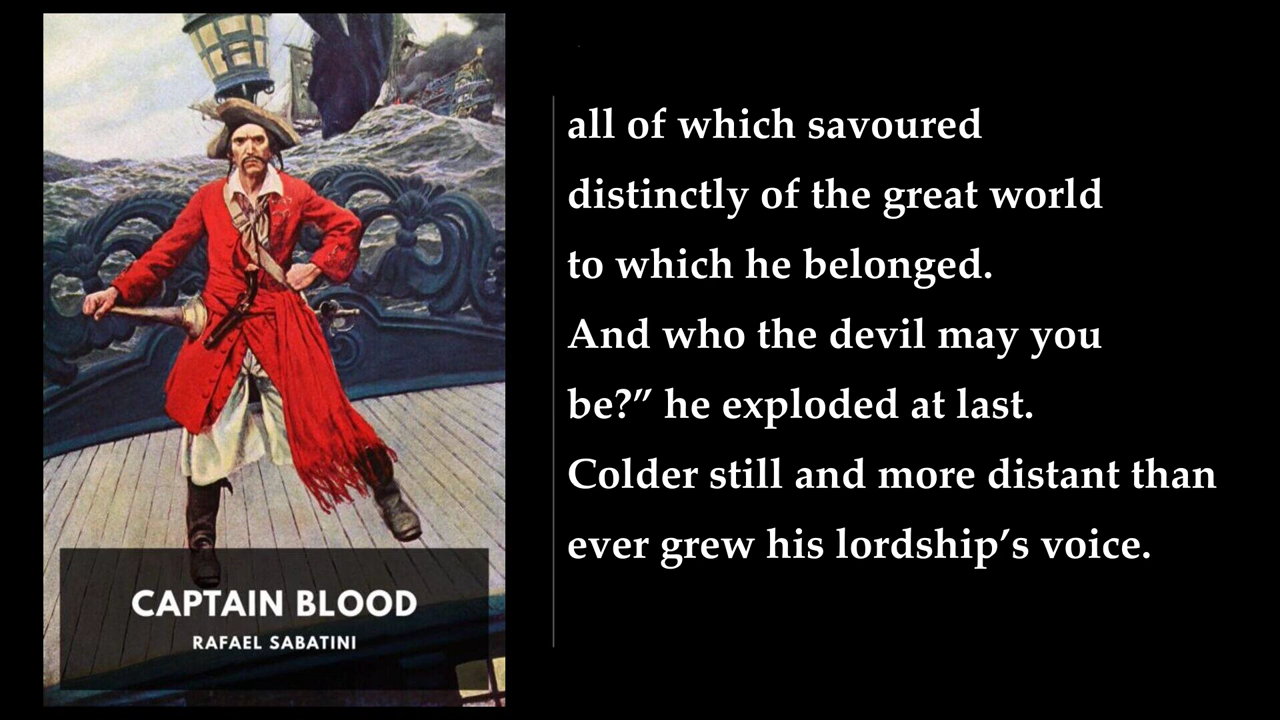 CAPTAIN BLOOD
RAFAEL SABATINI
all of which savoured
distinctly of the great world
to which he belonged.
And who the devil may you
be?” he exploded at last.
Colder still and more distant than
ever grew his lordship’s voice.